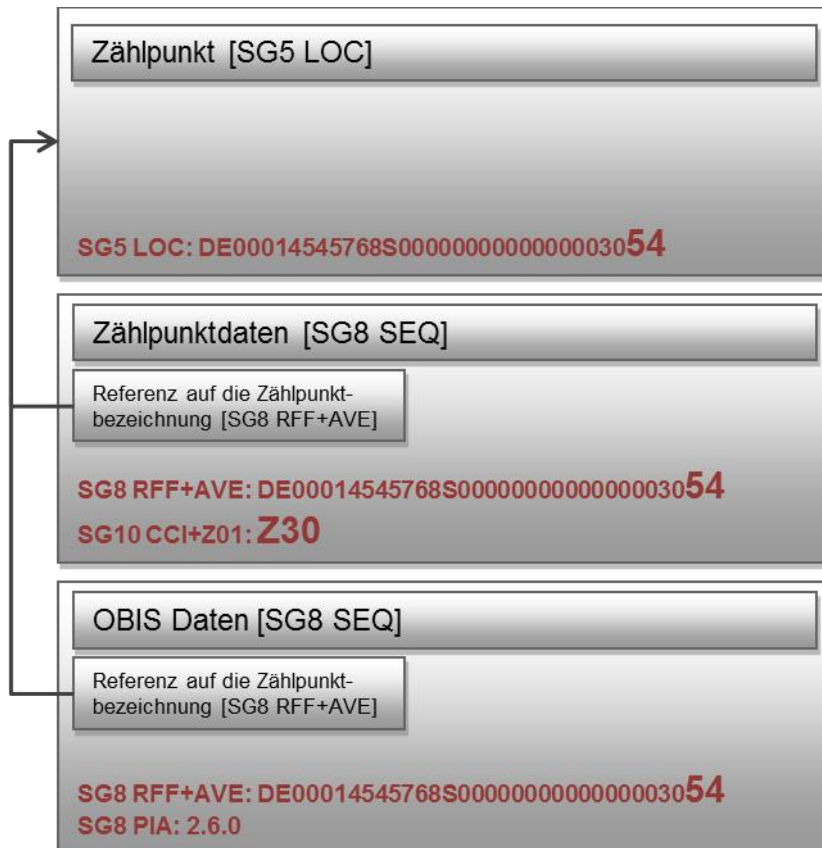 Zählpunkt [SG5 LOC]
SG5 LOC: DE00014545768S0000000000000003054
Zählpunktdaten [SG8 SEQ]
Referenz auf die Zählpunkt-
bezeichnung [SG8 RFF+AVE]
SG8 RFF+AVE: DE00014545768S0000000000000003054
SG10 CCI+Z01: Z30
OBIS Daten [SG8 SEQ]
Referenz auf die Zählpunkt-
bezeichnung [SG8 RFF+AVE]
SG8 RFF+AVE: DE00014545768S0000000000000003054
SG8 PIA: 2.6.0